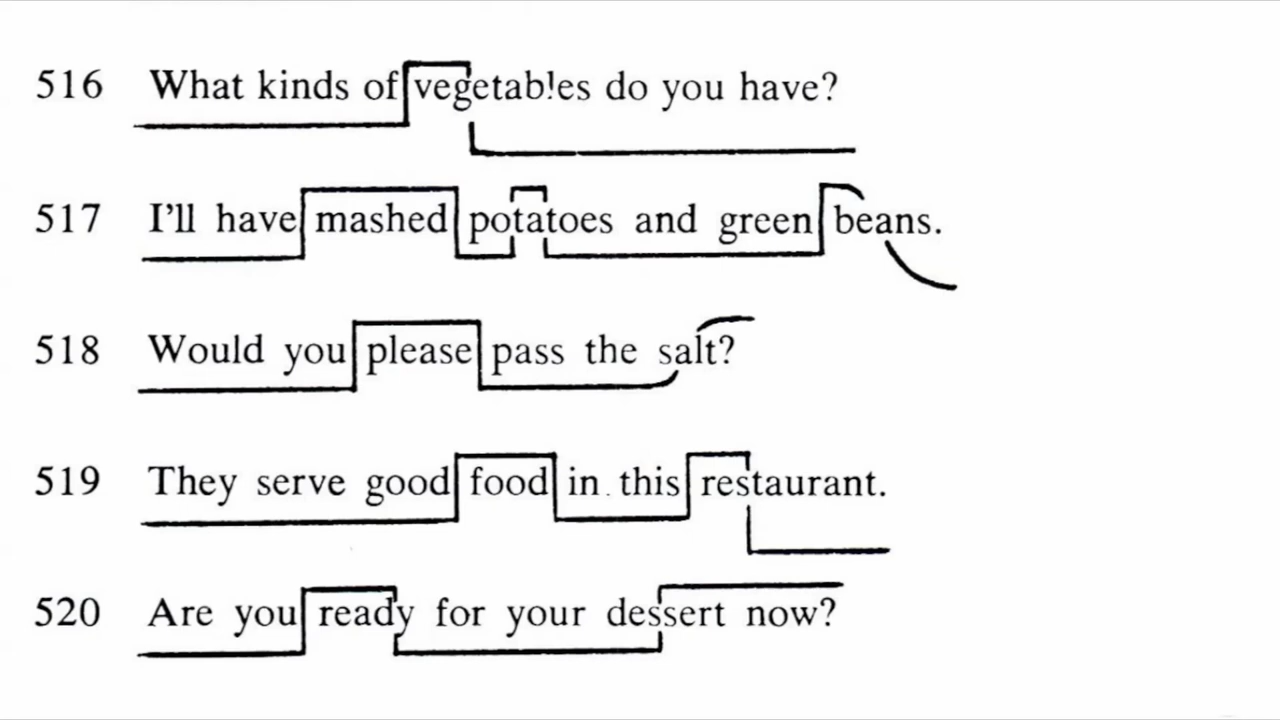 516 What kinds of vegetables do you have?
517 I'll have mashed potatoes and green beans.
518 Would you please pass the salt?
519 They serve good food in this restaurant.
520 Are you ready for your dessert now?